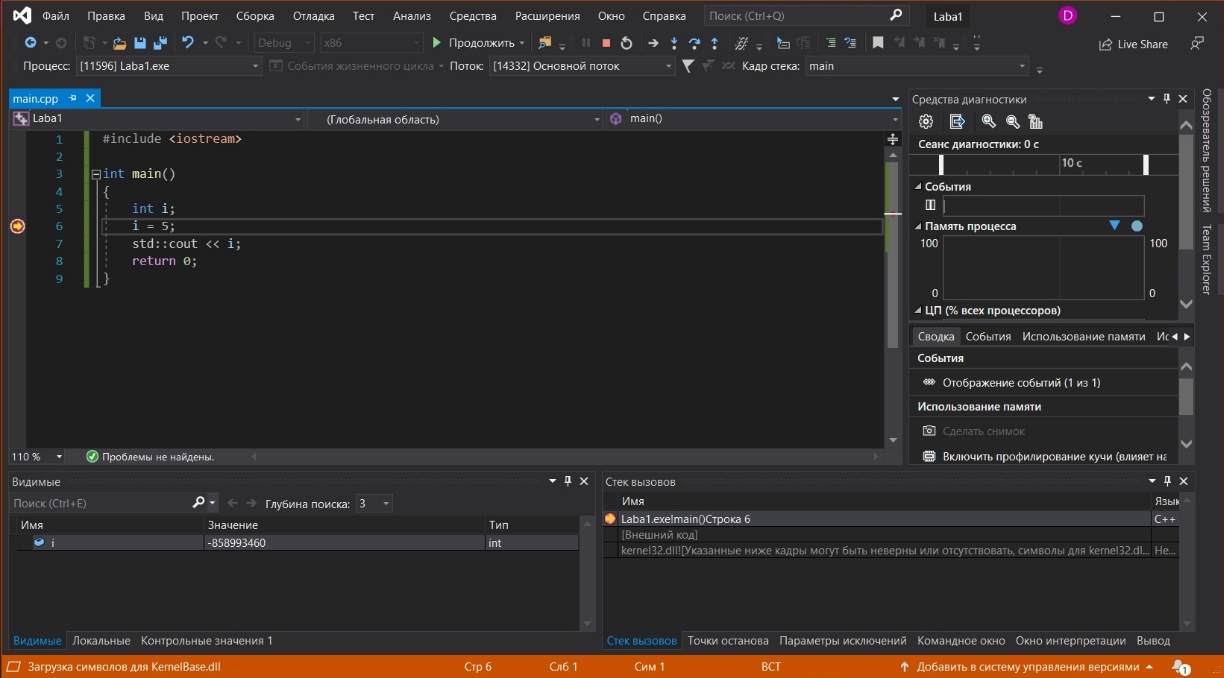 Файл Правка Вид Проект Сборка Отладка Тест Анализ Средства Расширения Окно Справка Поиск (Ctrl+Q) Laba1 D
Debug x86 Продолжить Live Share
Процесс: [11596] Laba1.exe События жизненного цикла Поток: [14332] Основной поток Кадр стека: main
main.cpp
Laba1 (Глобальная область) main()
1 #include <iostream>
2
3 int main()
4 {
5 int i;
6 i = 5;
7 std::cout << i;
8 return 0;
9 }
110 % Проблемы не найдены.
Средства диагностики
Сеанс диагностики: 0 с
10 с
События
Память процесса
100 100
0 0
ЦП (% всех процессоров)
Сводка События Использование памяти Ис
События
Отображение событий (1 из 1)
Использование памяти
Сделать снимок
Включить профилирование кучи (влияет на
Обозреватель решений
Team Explorer
Видимые
Поиск (Ctrl+E) Глубина поиска: 3
Имя Значение Тип
i -858993460 int
Видимые Локальные Контрольные значения 1
Стек вызовов
Имя Язык
Laba1.exe!main()Строка 6 C++
[Внешний код]
kernel32.dll![Указанные ниже кадры могут быть неверны или отсутствовать, символы для kernel32.dl... Не...
Стек вызовов Точки останова Параметры исключений Командное окно Окно интерпретации Вывод
Загрузка символов для KernelBase.dll Стр 6 Слб 1 Сим 1 ВСТ Добавить в систему управления версиями 1